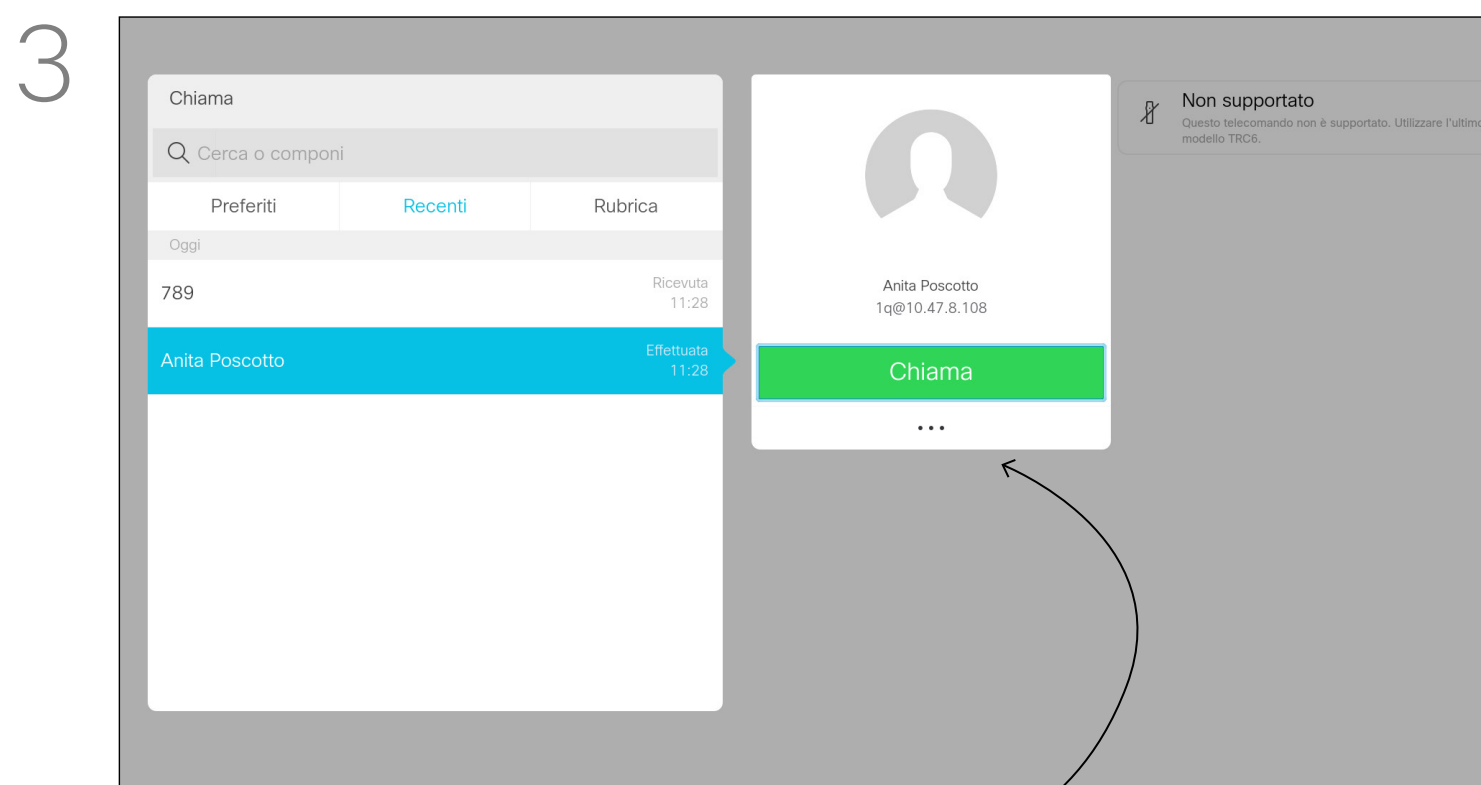 3
Chiama
Cerca o componi
Preferiti Recenti Rubrica
Oggi
789
Ricevuta
11:28
Anita Poscotto
Effettuata
11:28
Anita Poscotto
1q@10.47.8.108
Chiama
...
Non supportato
Questo telecomando non è supportato. Utilizzare l'ultimo
modello TRC6.